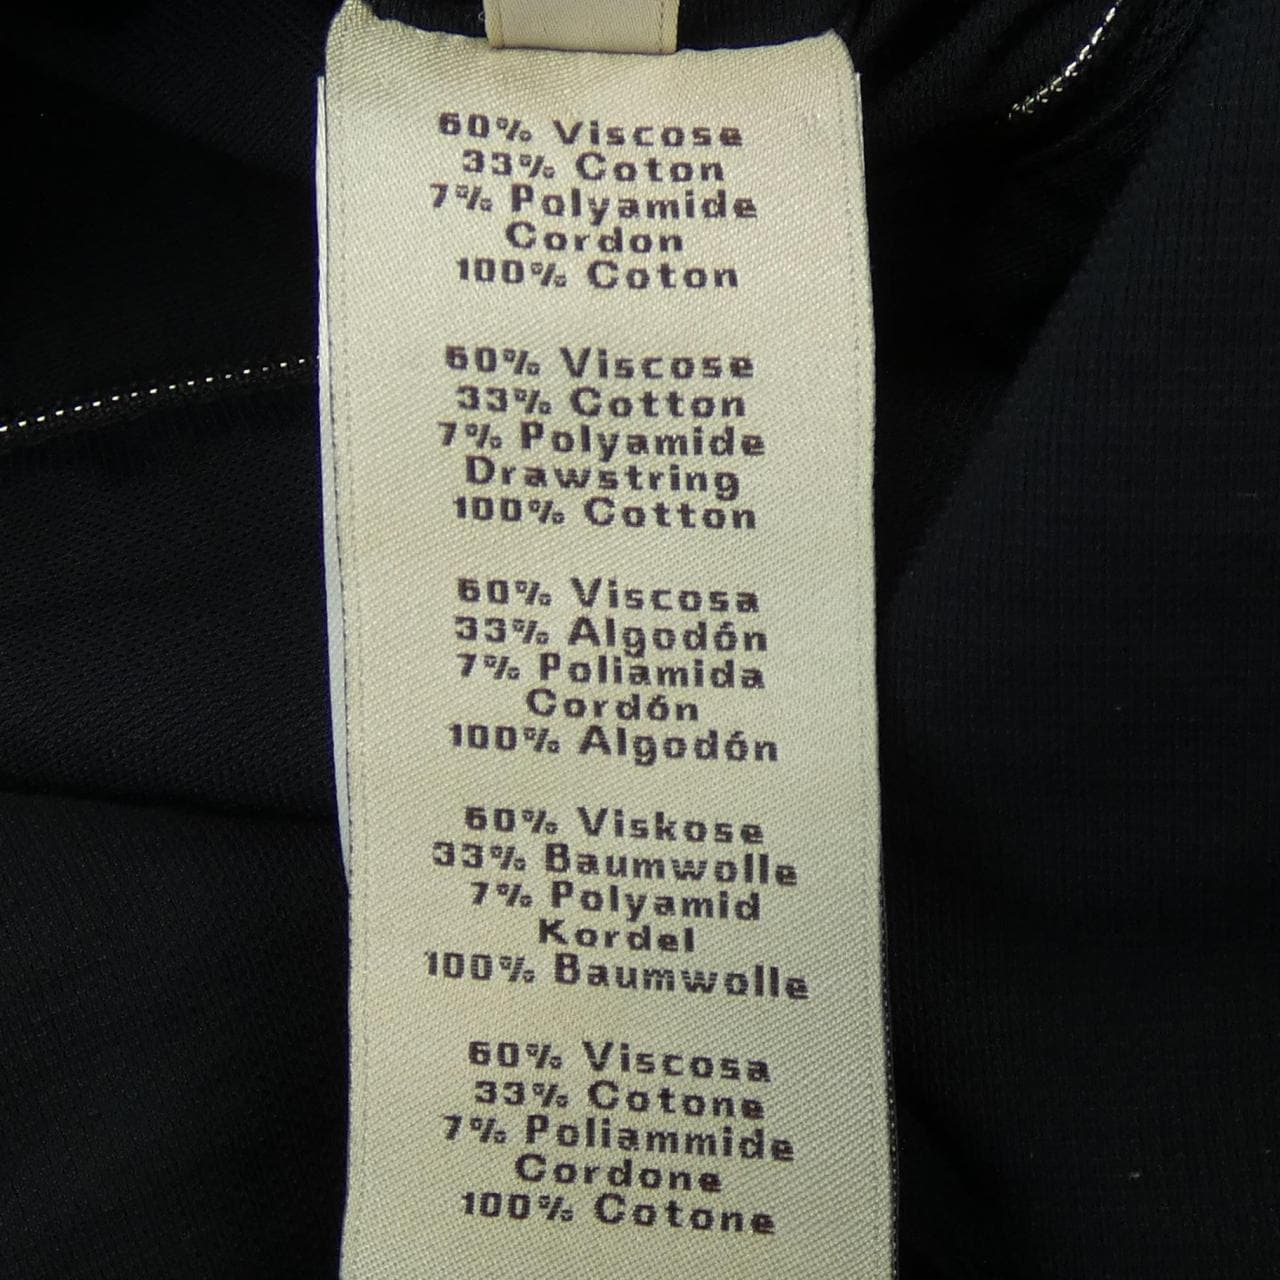 60% Viscose
33% Coton
7% Polyamide
Cordon
100% Coton
60% Viscose
33% Cotton
7% Polyamide
Drawstring
100% Cotton
60% Viscosa
33% Algodón
7% Poliamida
Cordón
100% Algodón
60% Viskose
33% Baumwolle
7% Polyamid
Kordel
100% Baumwolle
60% Viscosa
33% Cotone
7% Poliammide
Cordone
100% Cotone